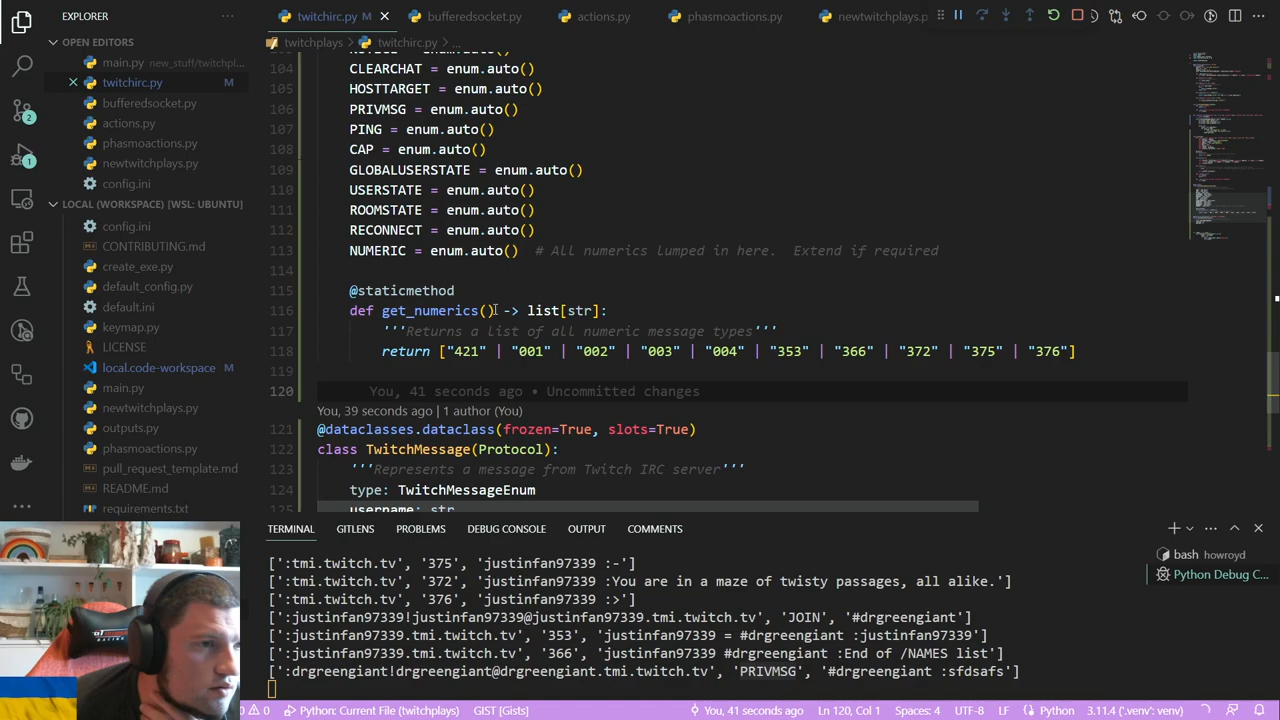 EXPLORER
OPEN EDITORS
main.py new_stuff/twitchpl...
twitchirc.py M
bufferedsocket.py
actions.py
phasmoactions.py
newtwitchplays.py
config.ini
LOCAL (WORKSPACE) [WSL: UBUNTU]
config.ini
CONTRIBUTING.md
create_exe.py
default_config.py
default.ini
keymap.py
LICENSE
local.code-workspace M
main.py
newtwitchplays.py
outputs.py
phasmoactions.py
pull_request_template.md
README.md
requirements.txt
2
1
twitchirc.py M bufferedsocket.py actions.py phasmoactions.py newtwitchplays.p
twitchplays > twitchirc.py > ...
104 CLEARCHAT = enum.auto()
105 HOSTTARGET = enum.auto()
106 PRIVMSG = enum.auto()
107 PING = enum.auto()
108 CAP = enum.auto()
109 GLOBALUSERSTATE = enum.auto()
110 USERSTATE = enum.auto()
111 ROOMSTATE = enum.auto()
112 RECONNECT = enum.auto()
113 NUMERIC = enum.auto()  # All numerics lumped in here.  Extend if required
114
115 @staticmethod
116 def get_numerics() -> list[str]:
117 '''Returns a list of all numeric message types'''
118 return ["421" | "001" | "002" | "003" | "004" | "353" | "366" | "372" | "375" | "376"]
119
120 You, 41 seconds ago • Uncommitted changes
You, 39 seconds ago | 1 author (You)
121 @dataclasses.dataclass(frozen=True, slots=True)
122 class TwitchMessage(Protocol):
123 '''Represents a message from Twitch IRC server'''
124 type: TwitchMessageEnum
125 username: str
TERMINAL GITLENS PROBLEMS DEBUG CONSOLE OUTPUT COMMENTS
[':tmi.twitch.tv', '375', 'justinfan97339 :-']
[':tmi.twitch.tv', '372', 'justinfan97339 :You are in a maze of twisty passages, all alike.']
[':tmi.twitch.tv', '376', 'justinfan97339 :>']
[':justinfan97339!justinfan97339@justinfan97339.tmi.twitch.tv', 'JOIN', '#drgreengiant']
[':justinfan97339.tmi.twitch.tv', '353', 'justinfan97339 = #drgreengiant :justinfan97339']
[':justinfan97339.tmi.twitch.tv', '366', 'justinfan97339 #drgreengiant :End of /NAMES list']
[':drgreengiant!drgreengiant@drgreengiant.tmi.twitch.tv', 'PRIVMSG', '#drgreengiant :sfdsafs']
bash howroyd
Python Debug C...
0 0 Python: Current File (twitchplays) GIST [Gists] You, 41 seconds ago Ln 120, Col 1 Spaces: 4 UTF-8 LF Python 3.11.4 ('.venv': venv)